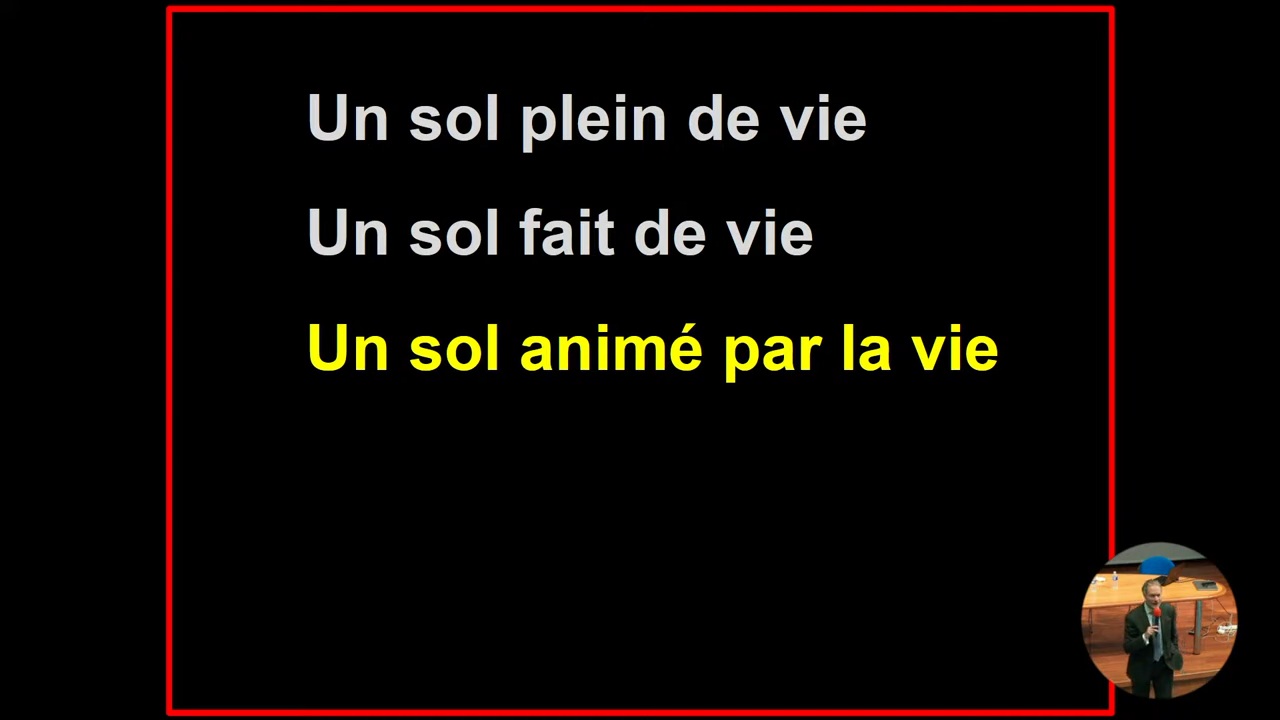 Un sol plein de vie
Un sol fait de vie
Un sol animé par la vie